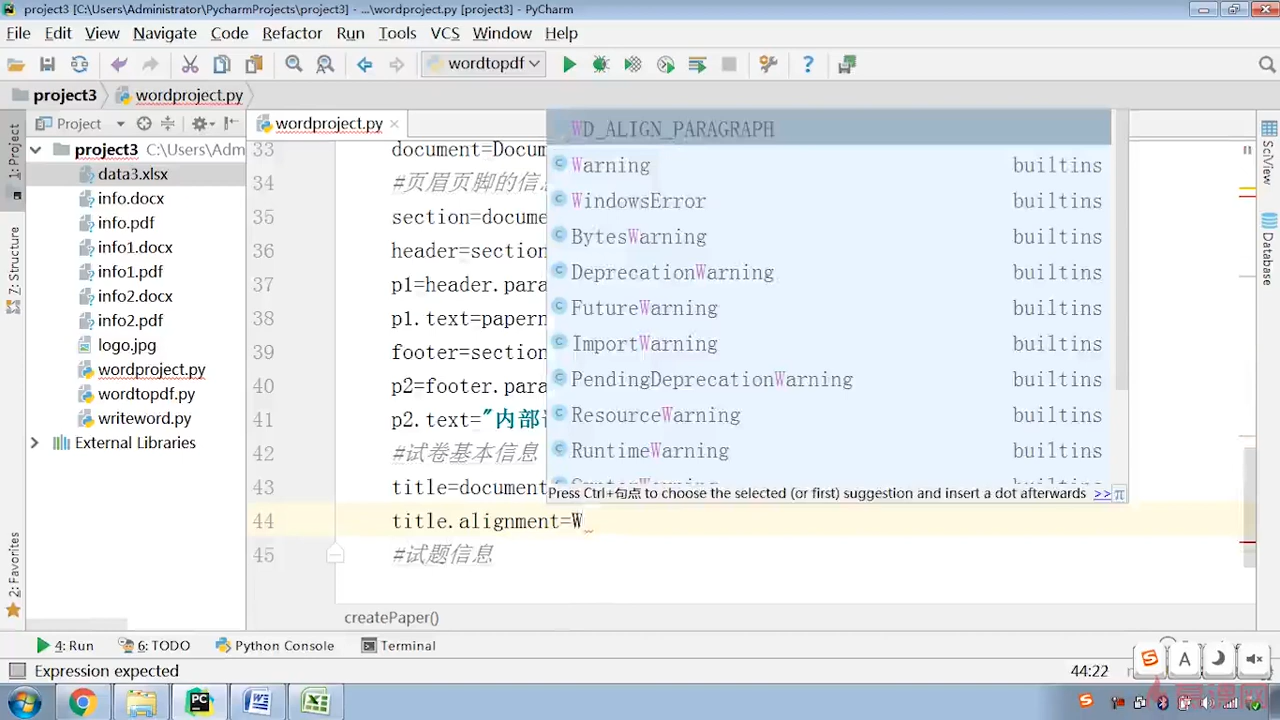 project3 [C:\Users\Administrator\PycharmProjects\project3] - ...\wordproject.py [project3] - PyCharm
File Edit View Navigate Code Refactor Run Tools VCS Window Help
wordtopdf
project3 wordproject.py
Project wordproject.py
1: Project
Z: Structure
2: Favorites
SciView
Database
project3 C:\Users\Adm
data3.xlsx
info.docx
info.pdf
info1.docx
info1.pdf
info2.docx
info2.pdf
logo.jpg
wordproject.py
wordtopdf.py
writeword.py
External Libraries
33 document=Docum
34 #页眉页脚的信
35 section=docume
36 header=section
37 p1=header.para
38 p1.text=papern
39 footer=section
40 p2=footer.para
41 p2.text="内部
42 #试卷基本信息
43 title=document
44 title.alignment=W
45 #试题信息
WD_ALIGN_PARAGRAPH
Warning builtins
WindowsError builtins
BytesWarning builtins
DeprecationWarning builtins
FutureWarning builtins
ImportWarning builtins
PendingDeprecationWarning builtins
ResourceWarning builtins
RuntimeWarning builtins
Press Ctrl+句点 to choose the selected (or first) suggestion and insert a dot afterwards >> π
createPaper()
4: Run 6: TODO Python Console Terminal
Expression expected 44:22